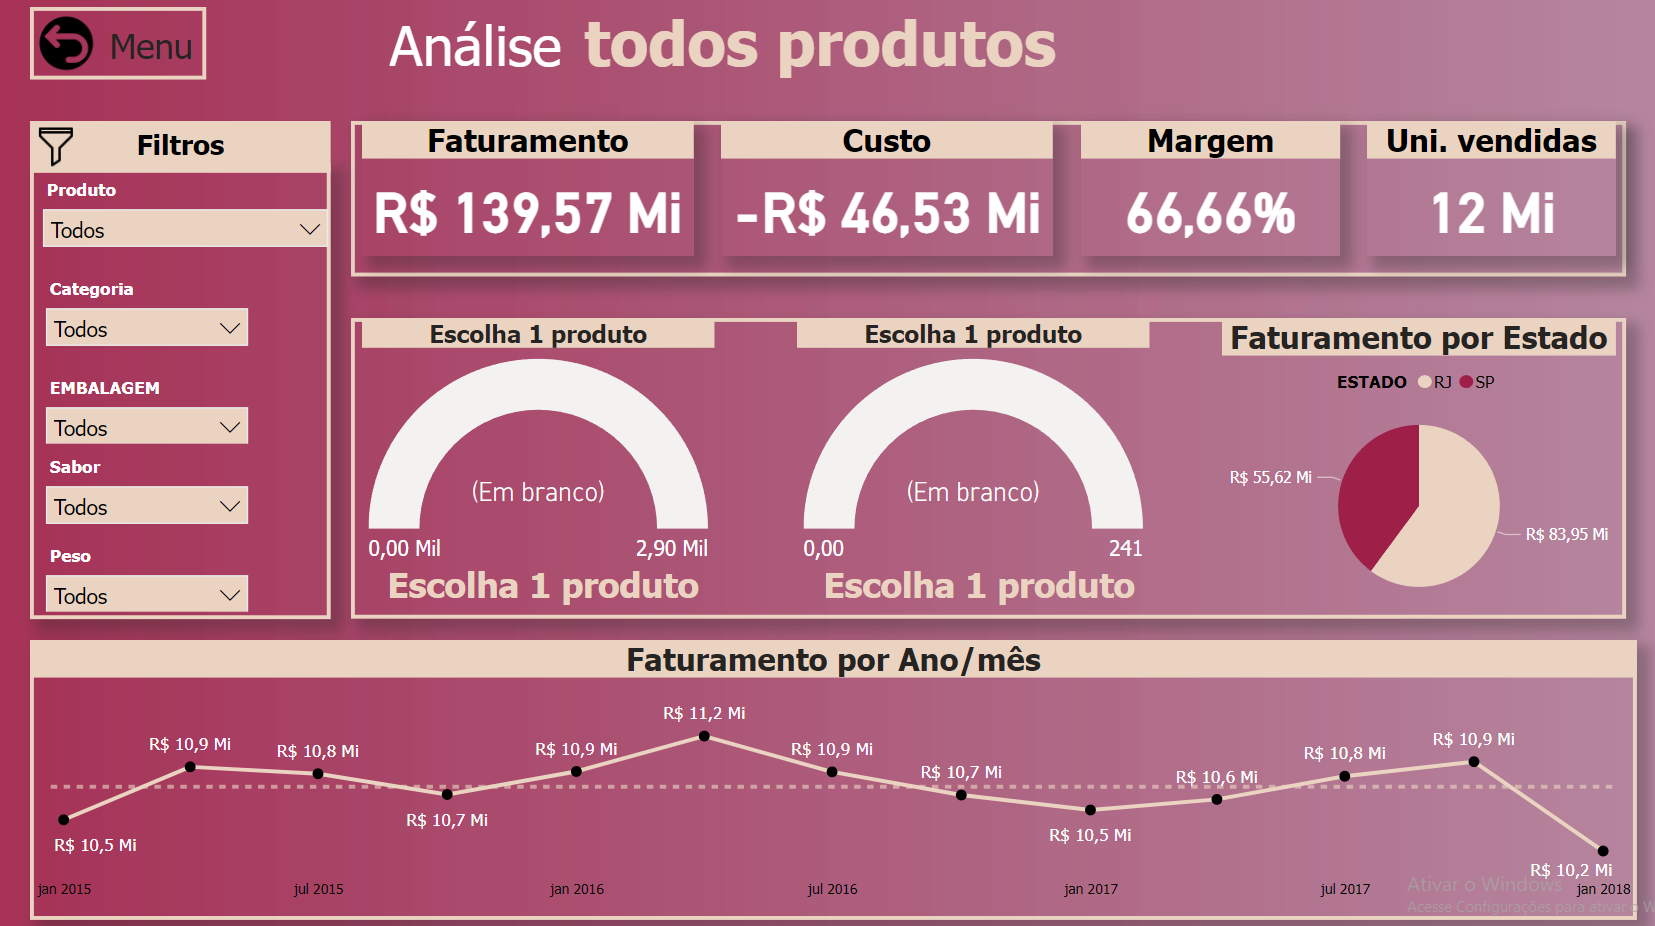 Menu
Análise todos produtos
Filtros
Produto
Todos
Categoria
Todos
EMBALAGEM
Todos
Sabor
Todos
Peso
Todos
Faturamento
R$ 139,57 Mi
Custo
-R$ 46,53 Mi
Margem
66,66%
Uni. vendidas
12 Mi
Escolha 1 produto
(Em branco)
0,00 Mil
2,90 Mil
Escolha 1 produto
Escolha 1 produto
(Em branco)
0,00
241
Escolha 1 produto
Faturamento por Estado
ESTADO RJ SP
R$ 55,62 Mi
R$ 83,95 Mi
Faturamento por Ano/mês
R$ 10,5 Mi
R$ 10,9 Mi
R$ 10,8 Mi
R$ 10,7 Mi
R$ 10,9 Mi
R$ 11,2 Mi
R$ 10,9 Mi
R$ 10,7 Mi
R$ 10,5 Mi
R$ 10,6 Mi
R$ 10,8 Mi
R$ 10,9 Mi
R$ 10,2 Mi
jan 2015
jul 2015
jan 2016
jul 2016
jan 2017
jul 2017
jan 2018
Ativar o Windows
Acesse Configurações para ativar o W